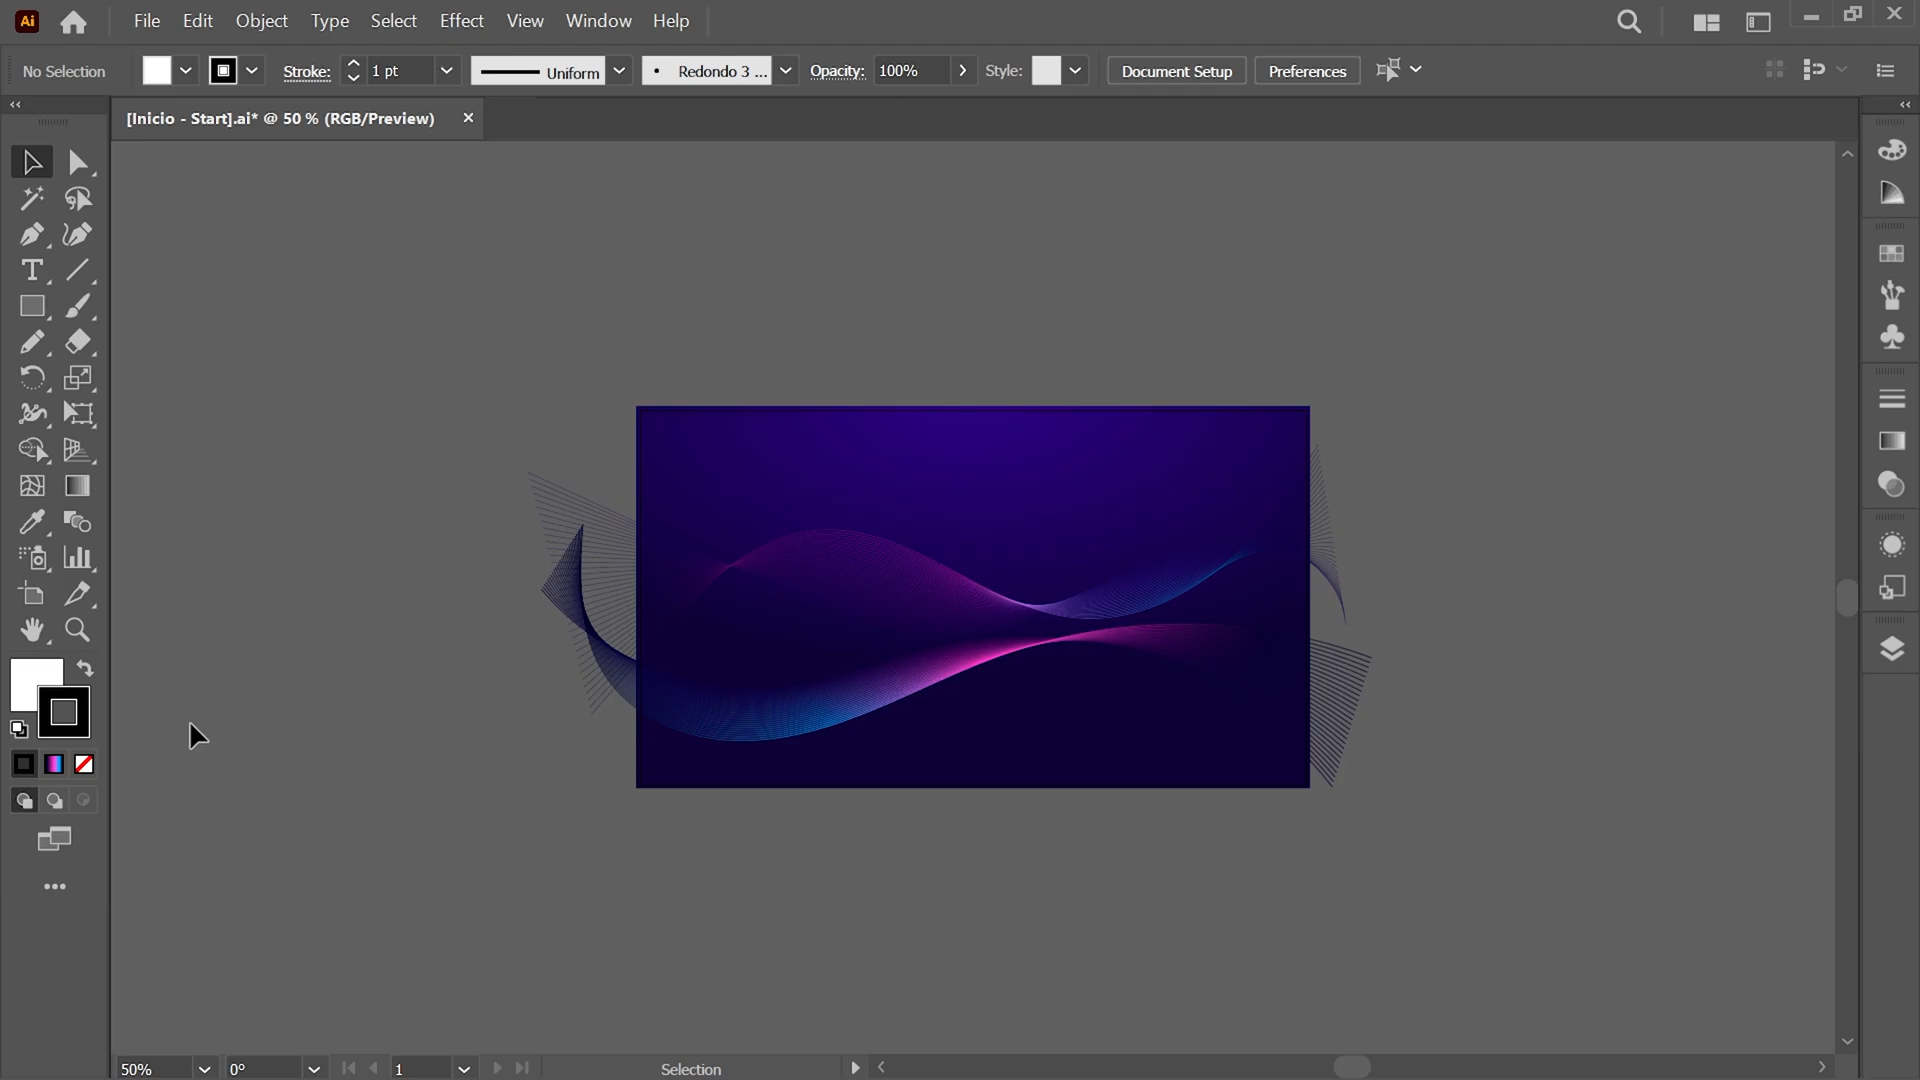 Ai File Edit Object Type Select Effect View Window Help
No Selection Stroke: 1 pt Uniform Redondo 3 ... Opacity: 100% Style: Document Setup Preferences
[Inicio - Start].ai* @ 50 % (RGB/Preview)
50% 0° 1 Selection